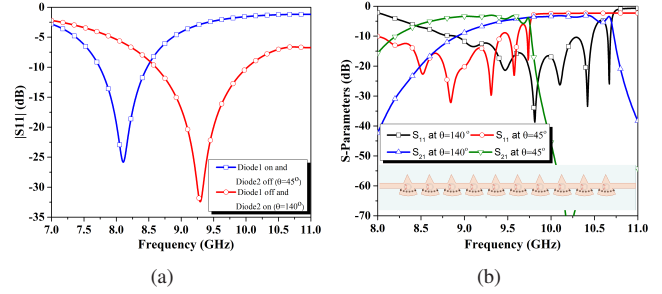 (a)
|S11| (dB)
0
-5
-10
-15
-20
-25
-30
-35
7.0 7.5 8.0 8.5 9.0 9.5 10.0 10.5 11.0
Frequency (GHz)
Diode1 on and
Diode2 off (θ=45°)
Diode1 off and
Diode2 on (θ=140°)
(b)
S-Parameters (dB)
0
-10
-20
-30
-40
-50
-60
-70
8.0 8.5 9.0 9.5 10.0 10.5 11.0
Frequency (GHz)
S11 at θ=140° S11 at θ=45°
S21 at θ=140° S21 at θ=45°
(a) (b)